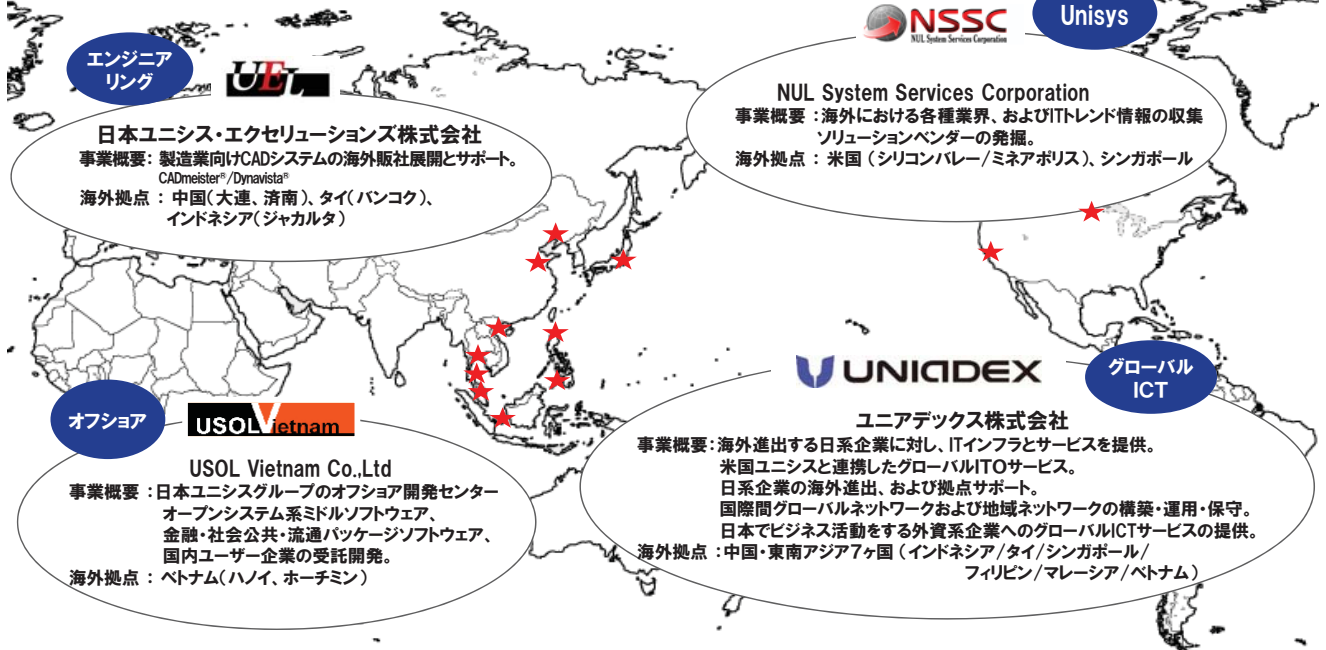 エンジニア
リング
UEL
日本ユニシス・エクセリューションズ株式会社
事業概要：製造業向けCADシステムの海外販社展開とサポート。
CADmeister®/Dynavista®
海外拠点：中国（大連、済南）、タイ（バンコク）、
インドネシア（ジャカルタ）
NSSC
NUL System Services Corporation
Unisys
NUL System Services Corporation
事業概要：海外における各種業界、およびITトレンド情報の収集
ソリューションベンダーの発掘。
海外拠点：米国（シリコンバレー/ミネアポリス）、シンガポール
オフショア
USOL Vietnam
USOL Vietnam Co.,Ltd
事業概要：日本ユニシスグループのオフショア開発センター
オープンシステム系ミドルソフトウェア、
金融・社会公共・流通パッケージソフトウェア、
国内ユーザー企業の受託開発。
海外拠点：ベトナム（ハノイ、ホーチミン）
UNIADEX
グローバル
ICT
ユニアデックス株式会社
事業概要：海外進出する日系企業に対し、ITインフラとサービスを提供。
米国ユニシスと連携したグローバルITOサービス。
日系企業の海外進出、および拠点サポート。
国際間グローバルネットワークおよび地域ネットワークの構築・運用・保守。
日本でビジネス活動をする外資系企業へのグローバルICTサービスの提供。
海外拠点：中国・東南アジア7ヶ国（インドネシア/タイ/シンガポール/
フィリピン/マレーシア/ベトナム）